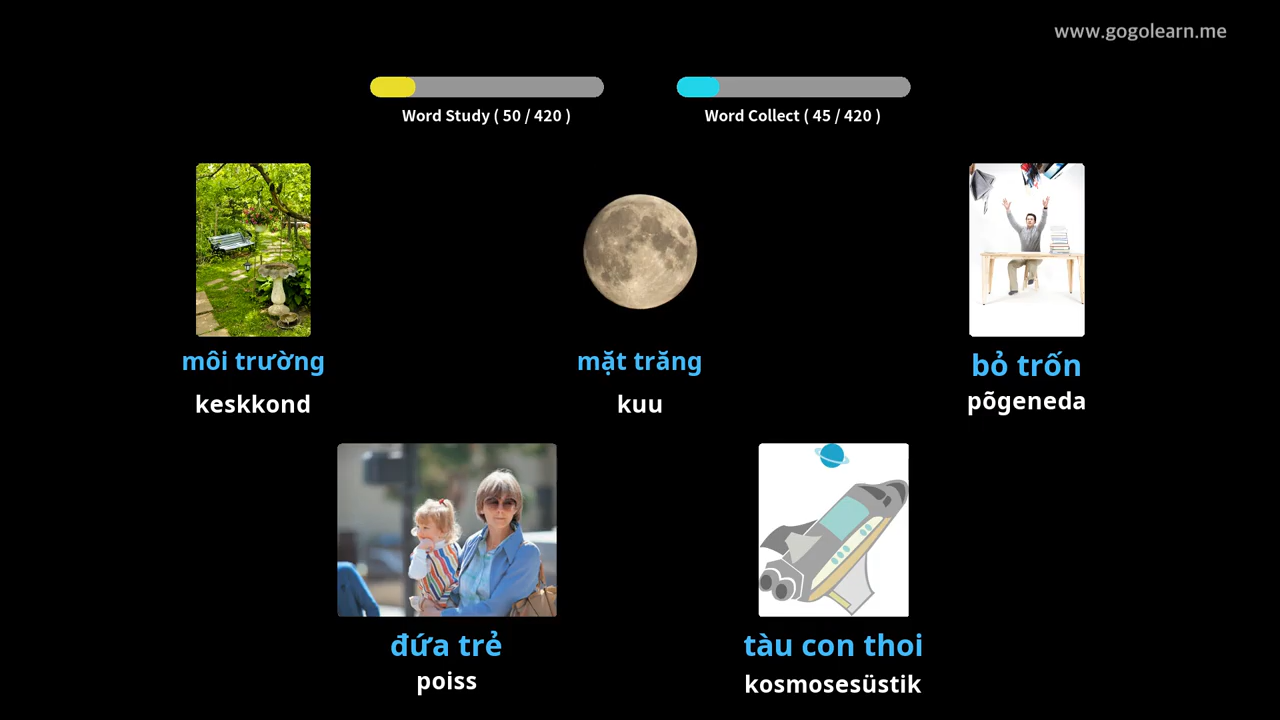 www.gogolearn.me
Word Study ( 50 / 420 )
Word Collect ( 45 / 420 )
môi trường
keskkond
mặt trăng
kuu
bỏ trốn
põgeneda
đứa trẻ
poiss
tàu con thoi
kosmosesüstik